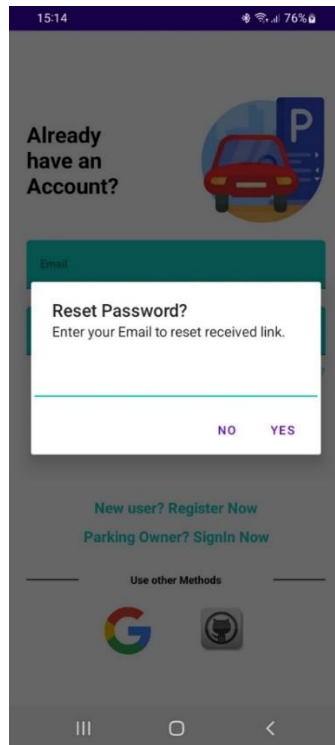 15:14
76%
Already
have an
Account?
P
Email
Reset Password?
Enter your Email to reset received link.
?
NO YES
New user? Register Now
Parking Owner? SignIn Now
Use other Methods
G